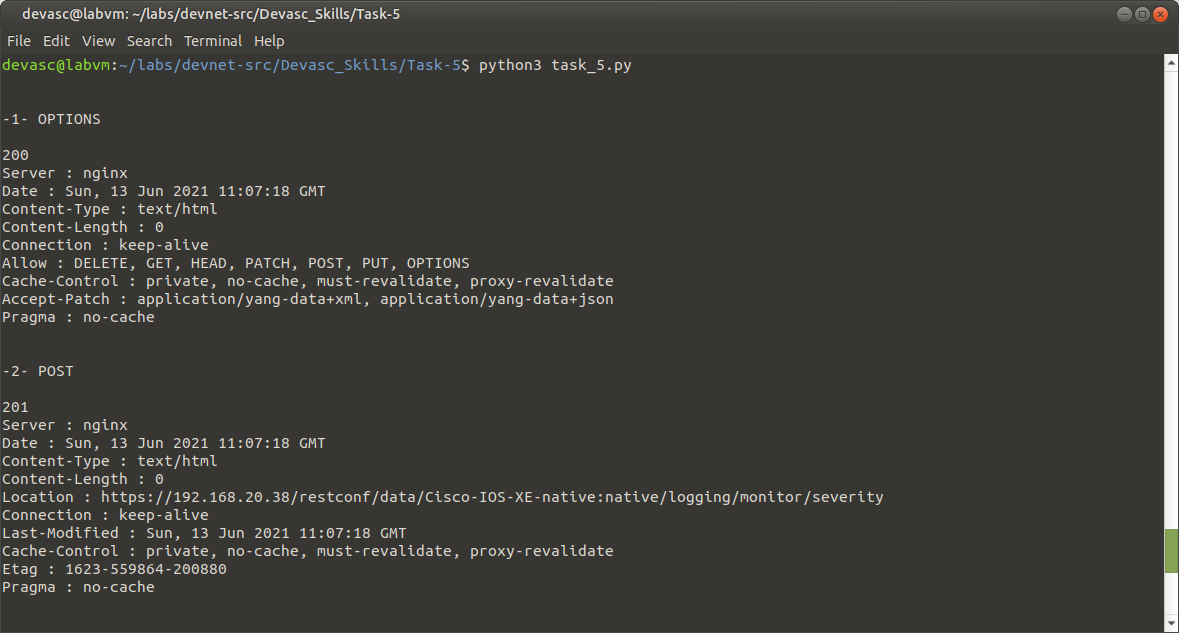 devasc@labvm: ~/labs/devnet-src/Devasc_Skills/Task-5
File Edit View Search Terminal Help
devasc@labvm:~/labs/devnet-src/Devasc_Skills/Task-5$ python3 task_5.py
-1- OPTIONS
200
Server : nginx
Date : Sun, 13 Jun 2021 11:07:18 GMT
Content-Type : text/html
Content-Length : 0
Connection : keep-alive
Allow : DELETE, GET, HEAD, PATCH, POST, PUT, OPTIONS
Cache-Control : private, no-cache, must-revalidate, proxy-revalidate
Accept-Patch : application/yang-data+xml, application/yang-data+json
Pragma : no-cache
-2- POST
201
Server : nginx
Date : Sun, 13 Jun 2021 11:07:18 GMT
Content-Type : text/html
Content-Length : 0
Location : https://192.168.20.38/restconf/data/Cisco-IOS-XE-native:native/logging/monitor/severity
Connection : keep-alive
Last-Modified : Sun, 13 Jun 2021 11:07:18 GMT
Cache-Control : private, no-cache, must-revalidate, proxy-revalidate
Etag : 1623-559864-200880
Pragma : no-cache